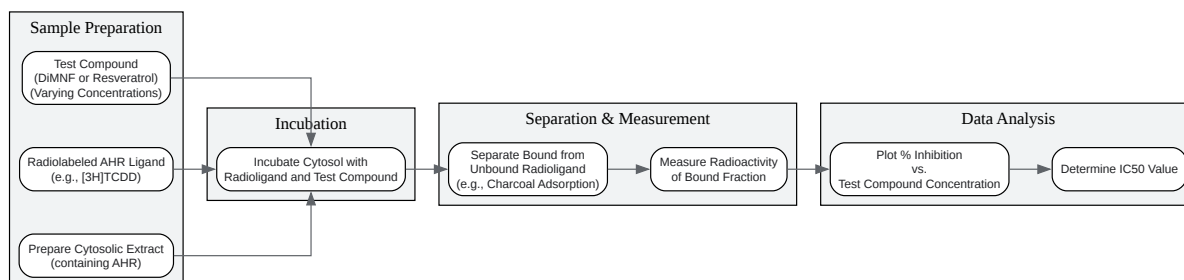 Sample Preparation
Test Compound
(DiMNF or Resveratrol)
(Varying Concentrations)
Radiolabeled AHR Ligand
(e.g., [3H]TCDD)
Prepare Cytosolic Extract
(containing AHR)
Incubation
Incubate Cytosol with
Radioligand and Test Compound
Separation & Measurement
Separate Bound from
Unbound Radioligand
(e.g., Charcoal Adsorption)
Measure Radioactivity
of Bound Fraction
Data Analysis
Plot % Inhibition
vs.
Test Compound Concentration
Determine IC50 Value